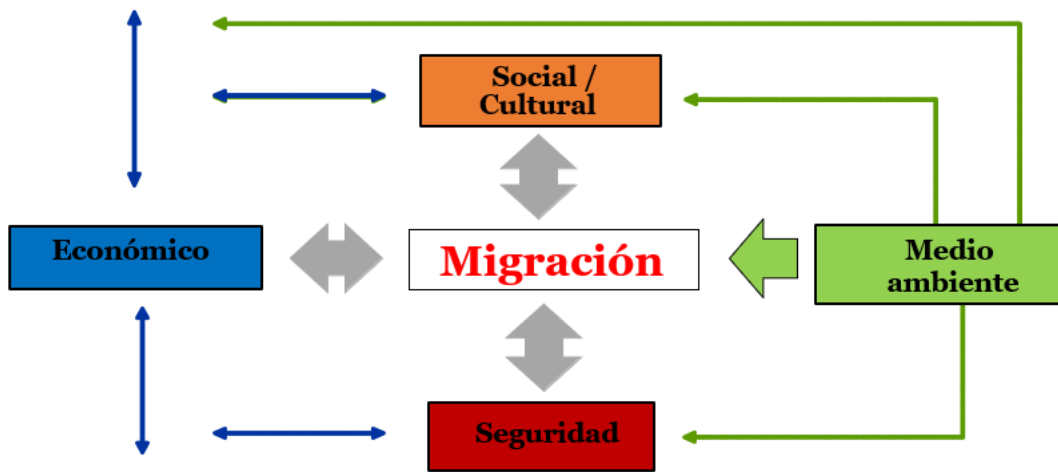 Social /
Cultural
Económico
Migración
Medio
ambiente
Seguridad